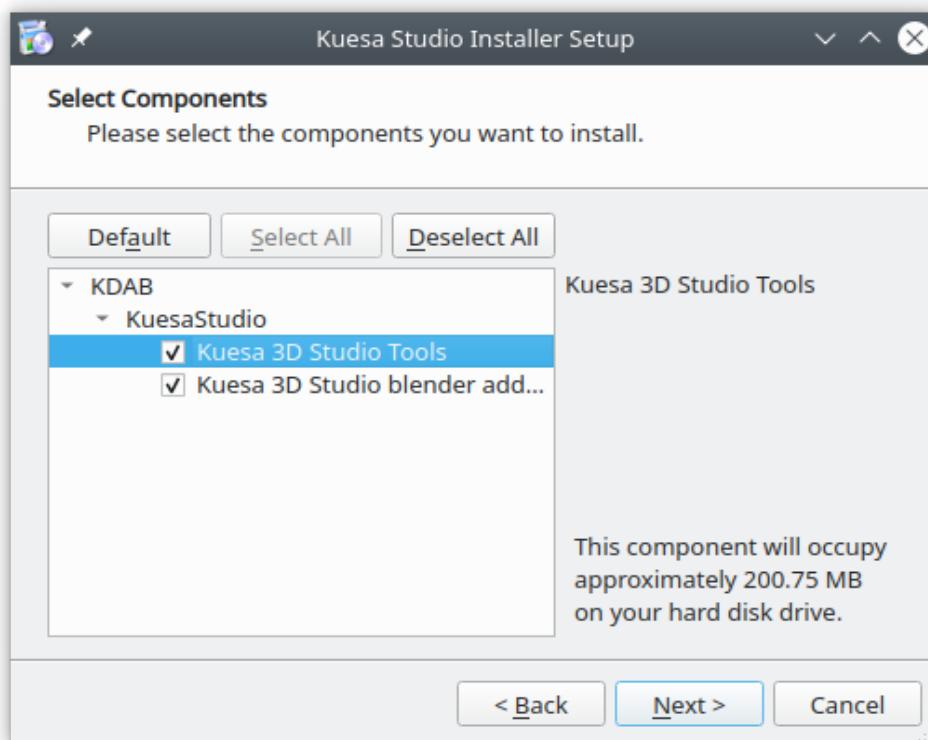 Kuesa Studio Installer Setup
Select Components
Please select the components you want to install.
Default
Select All
Deselect All
KDAB
KuesaStudio
Kuesa 3D Studio Tools
Kuesa 3D Studio blender add...
Kuesa 3D Studio Tools
This component will occupy
approximately 200.75 MB
on your hard disk drive.
< Back
Next >
Cancel